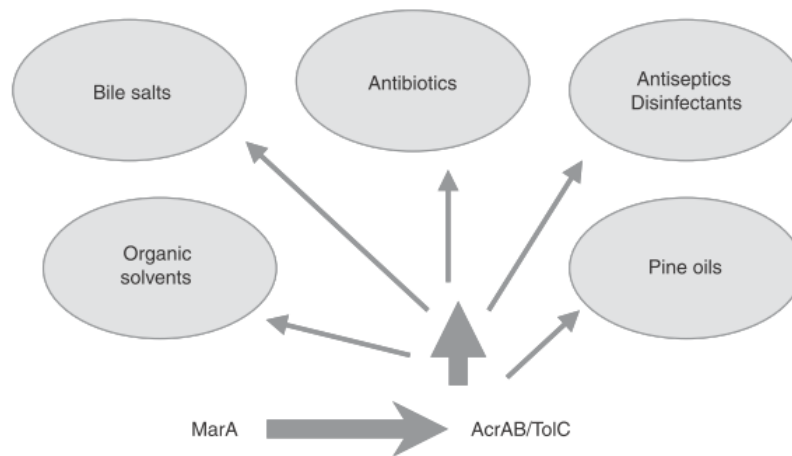 Bile salts
Antibiotics
Antiseptics
Disinfectants
Organic
solvents
Pine oils
MarA
AcrAB/TolC